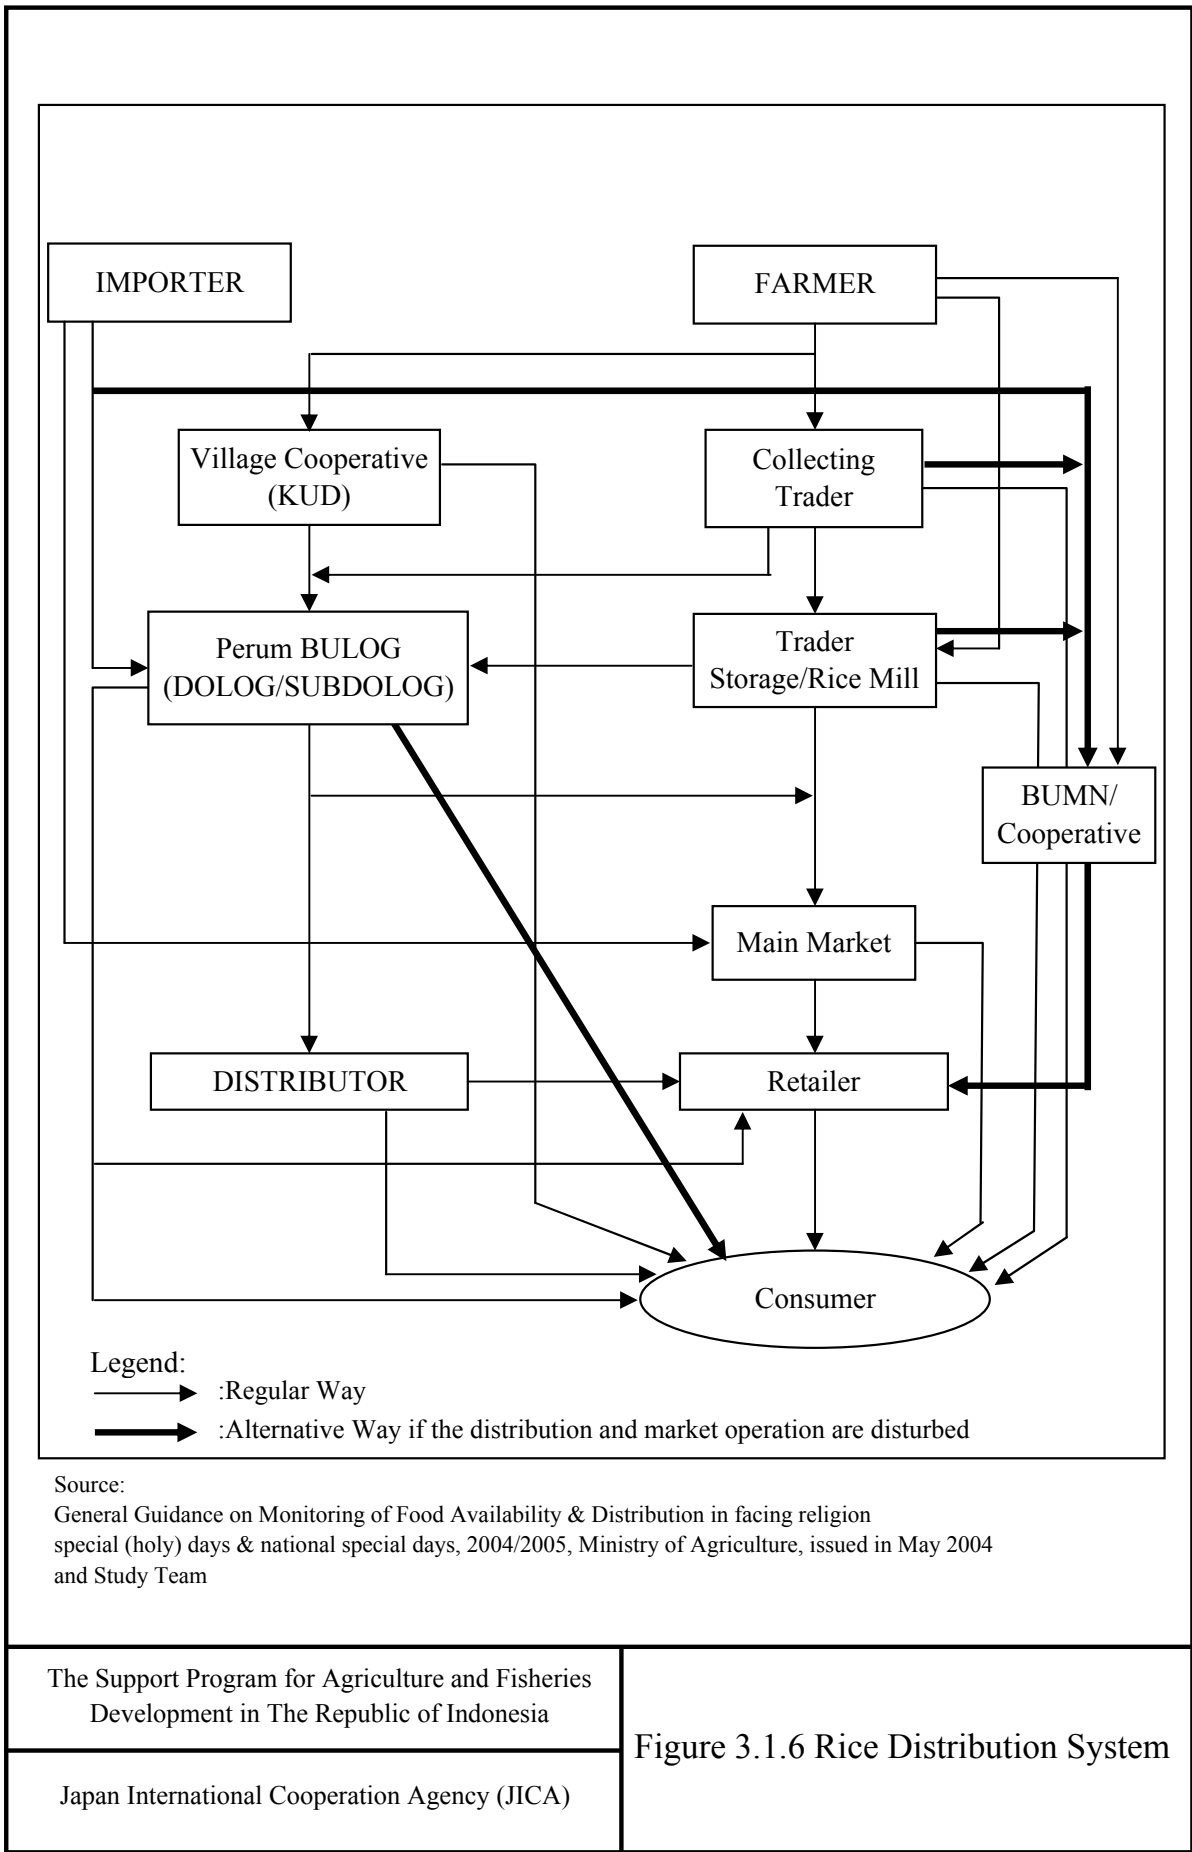 IMPORTER
FARMER
Village Cooperative
(KUD)
Collecting
Trader
Perum BULOG
(DOLOG/SUBDOLOG)
Trader
Storage/Rice Mill
BUMN/
Cooperative
Main Market
DISTRIBUTOR
Retailer
Consumer
Legend:
:Regular Way
:Alternative Way if the distribution and market operation are disturbed
Source:
General Guidance on Monitoring of Food Availability & Distribution in facing religion
special (holy) days & national special days, 2004/2005, Ministry of Agriculture, issued in May 2004
and Study Team
The Support Program for Agriculture and Fisheries
Development in The Republic of Indonesia
Japan International Cooperation Agency (JICA)
Figure 3.1.6 Rice Distribution System